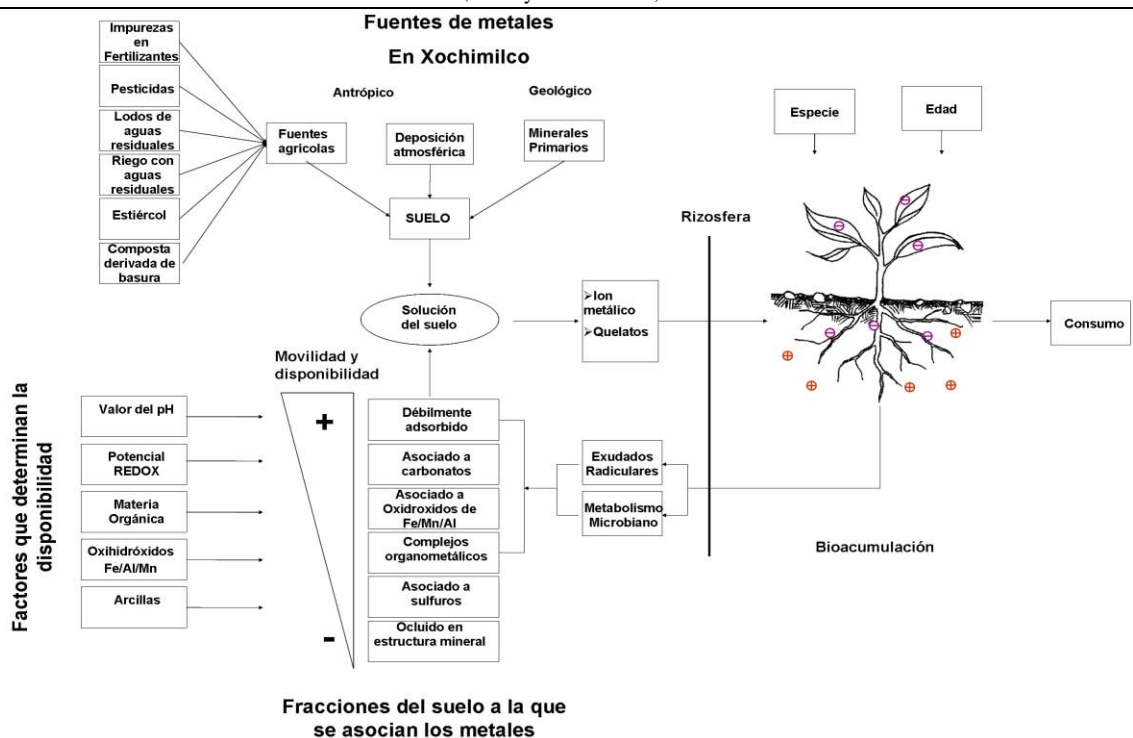 Fuentes de metales
En Xochimilco
Impurezas
en
Fertilizantes
Pesticidas
Lodos de
aguas
residuales
Riego con
aguas
residuales
Estiércol
Composta
derivada de
basura
Antrópico
Geológico
Fuentes
agricolas
Deposición
atmosférica
Minerales
Primarios
SUELO
Solución
del suelo
➢Ion
metálico
➢Quelatos
Rizosfera
Especie
Edad
Consumo
Bioacumulación
Factores que determinan la
disponibilidad
Valor del pH
Potencial
REDOX
Materia
Orgánica
Oxihidróxidos
Fe/Al/Mn
Arcillas
Movilidad y
disponibilidad
+
-
Débilmente
adsorbido
Asociado a
carbonatos
Asociado a
Oxidroxidos de
Fe/Mn/Al
Complejos
organometálicos
Asociado a
sulfuros
Ocluido en
estructura mineral
Exudados
Radiculares
Metabolismo
Microbiano
Fracciones del suelo a la que
se asocian los metales